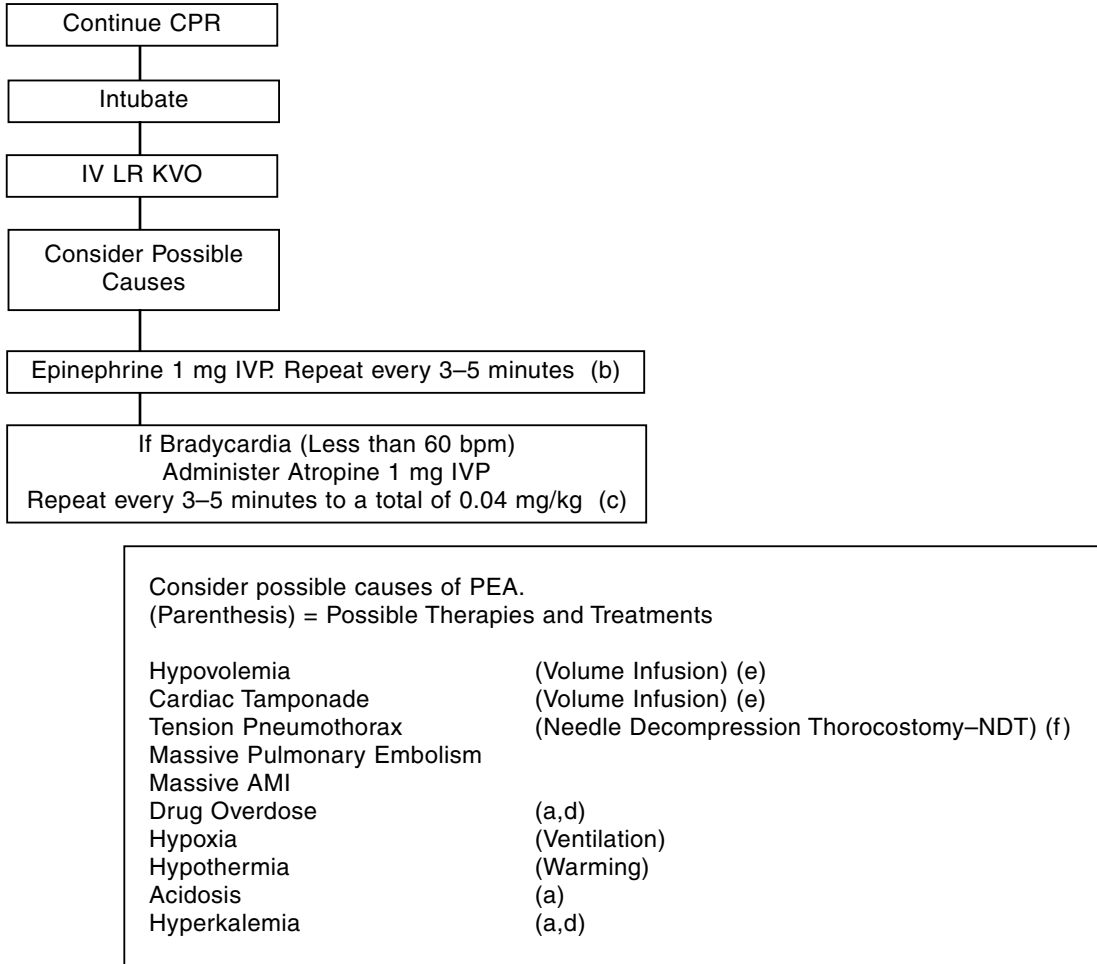 Continue CPR
Intubate
IV LR KVO
Consider Possible
Causes
Epinephrine 1 mg IVP. Repeat every 3–5 minutes (b)
If Bradycardia (Less than 60 bpm)
Administer Atropine 1 mg IVP
Repeat every 3–5 minutes to a total of 0.04 mg/kg (c)
Consider possible causes of PEA.
(Parenthesis) = Possible Therapies and Treatments
Hypovolemia (Volume Infusion) (e)
Cardiac Tamponade (Volume Infusion) (e)
Tension Pneumothorax (Needle Decompression Thorocostomy–NDT) (f)
Massive Pulmonary Embolism
Massive AMI
Drug Overdose (a,d)
Hypoxia (Ventilation)
Hypothermia (Warming)
Acidosis (a)
Hyperkalemia (a,d)